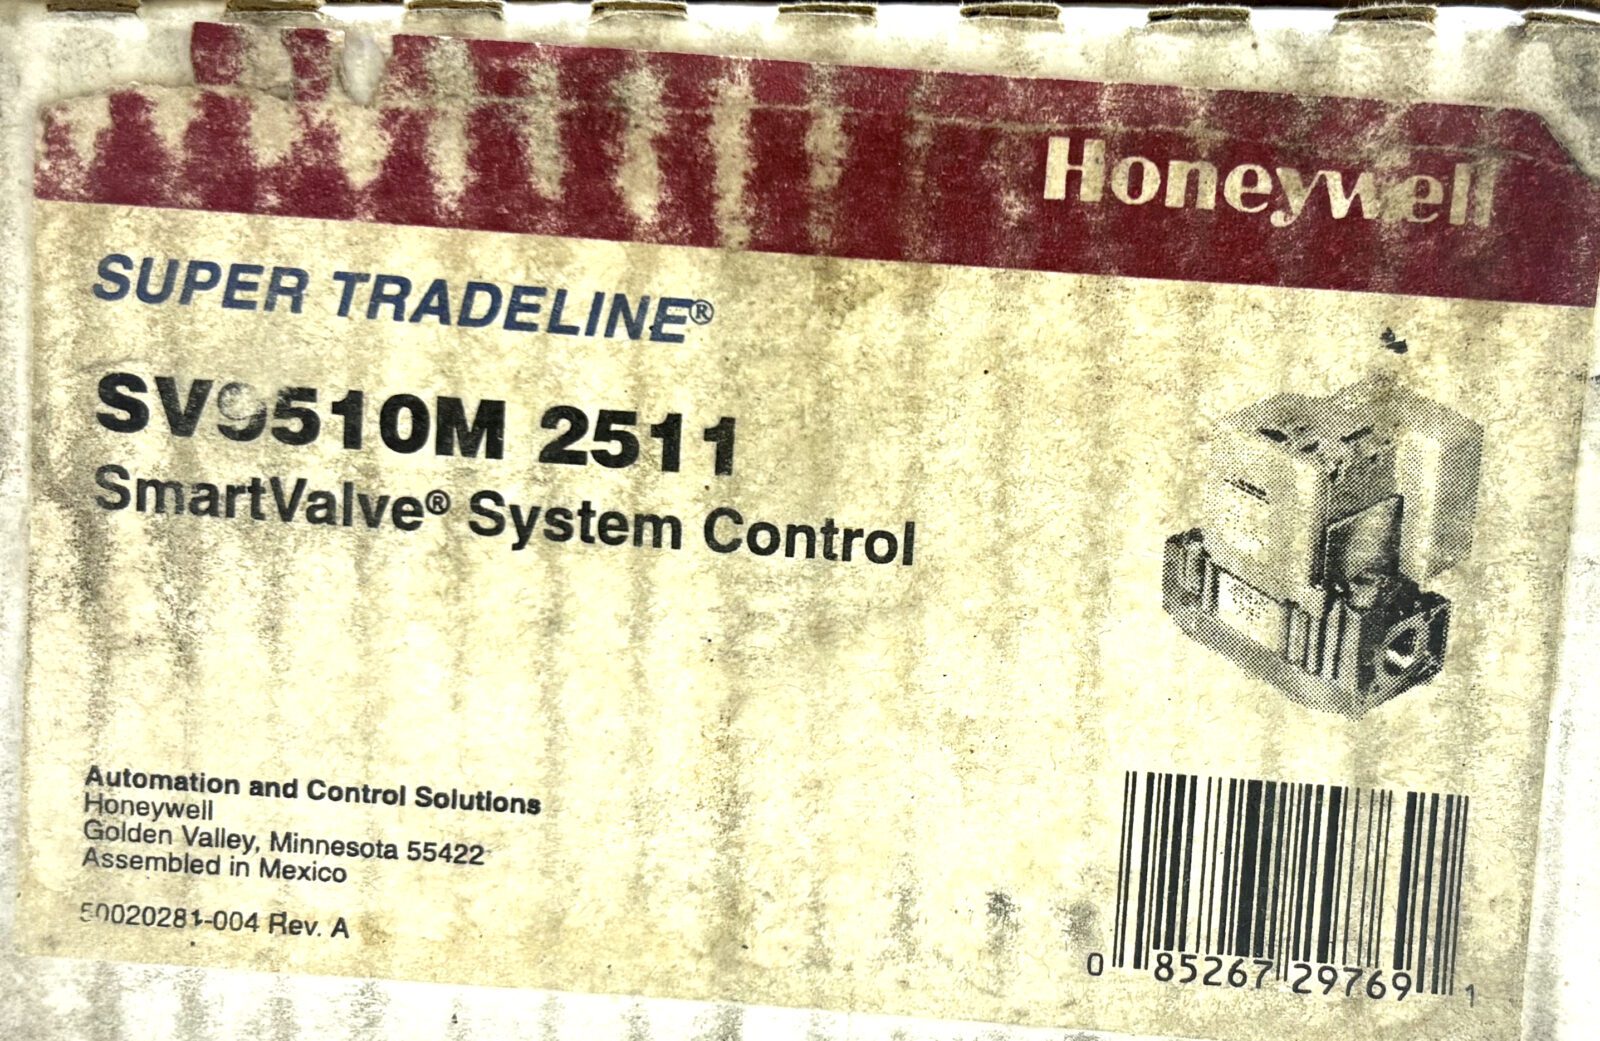 Honeywell
SUPER TRADELINE®
SV9510M 2511
SmartValve® System Control
Automation and Control Solutions
Honeywell
Golden Valley, Minnesota 55422
Assembled in Mexico
50020281-004 Rev. A
0 85267 29769 1